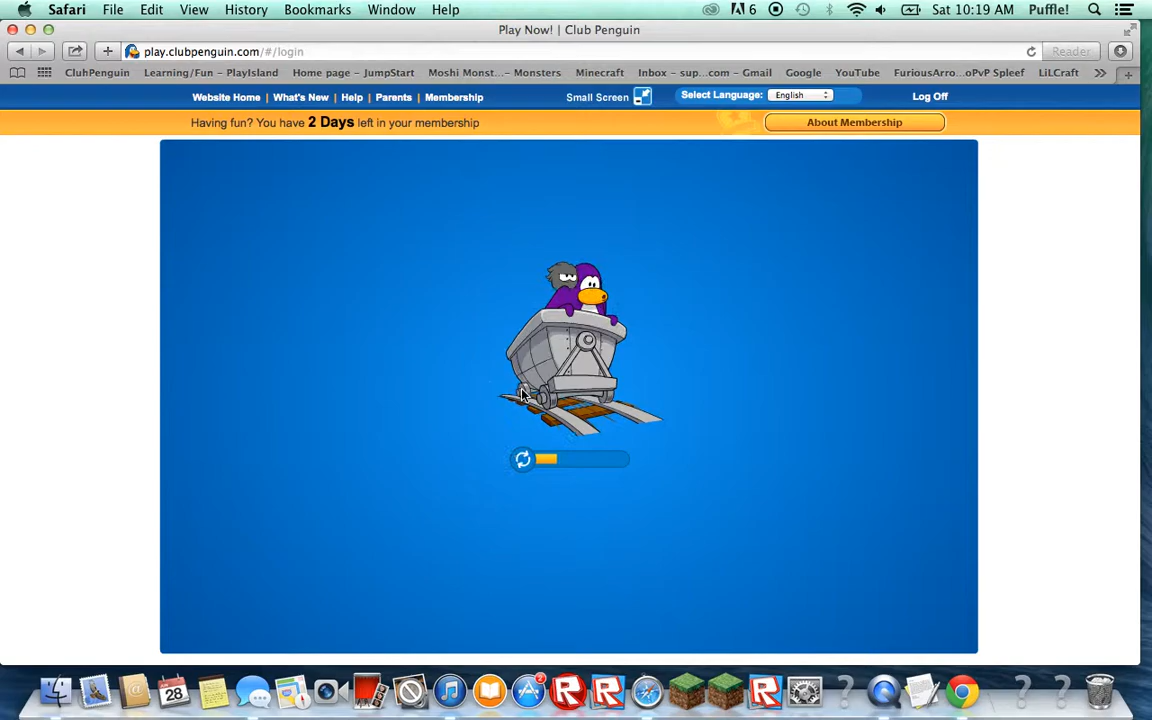 Safari File Edit View History Bookmarks Window Help 6 Sat 10:19 AM Puffle!
Play Now! | Club Penguin
play.clubpenguin.com/#/login Reader
ClubPenguin Learning/Fun - PlayIsland Home page - JumpStart Moshi Monst...- Monsters Minecraft Inbox - sup...com - Gmail Google YouTube FuriousArro...oPvP Spleef LiLCraft
Website Home | What's New | Help | Parents | Membership Small Screen Select Language: English Log Off
Having fun? You have 2 Days left in your membership About Membership
28 2